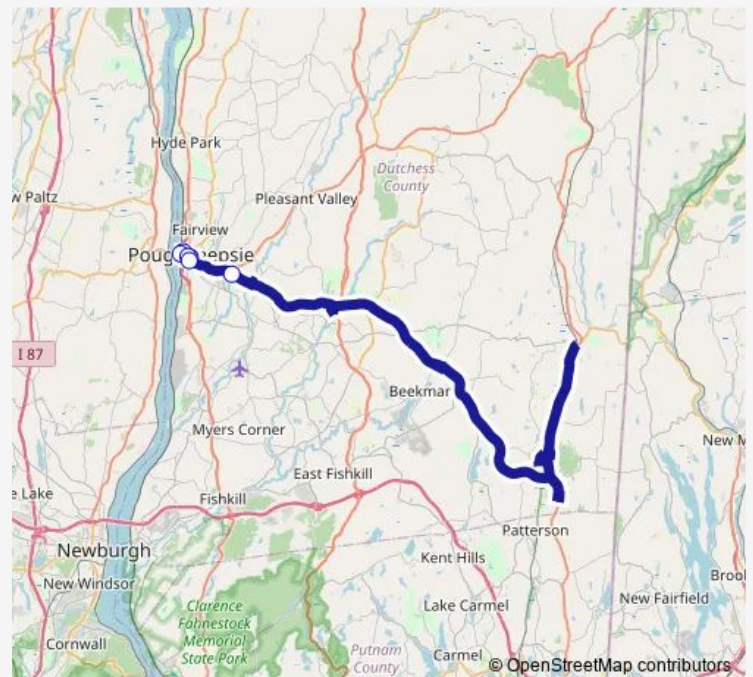 Hyde Park
Dutchess
County
w Paltz
Pleasant Valley
Fairview
Poughkeepsie
I 87
Beekmar
Myers Corner
New M
East Fishkill
e Lake
Fishkill
Patterson
Newburgh
Kent Hills
New Windsor
Brool
Lake Carmel
New Fairfield
Clarence
Fahnestock
Memorial
State Park
Cornwall
Putnam
County
Carmel
© OpenStreetMap contributors